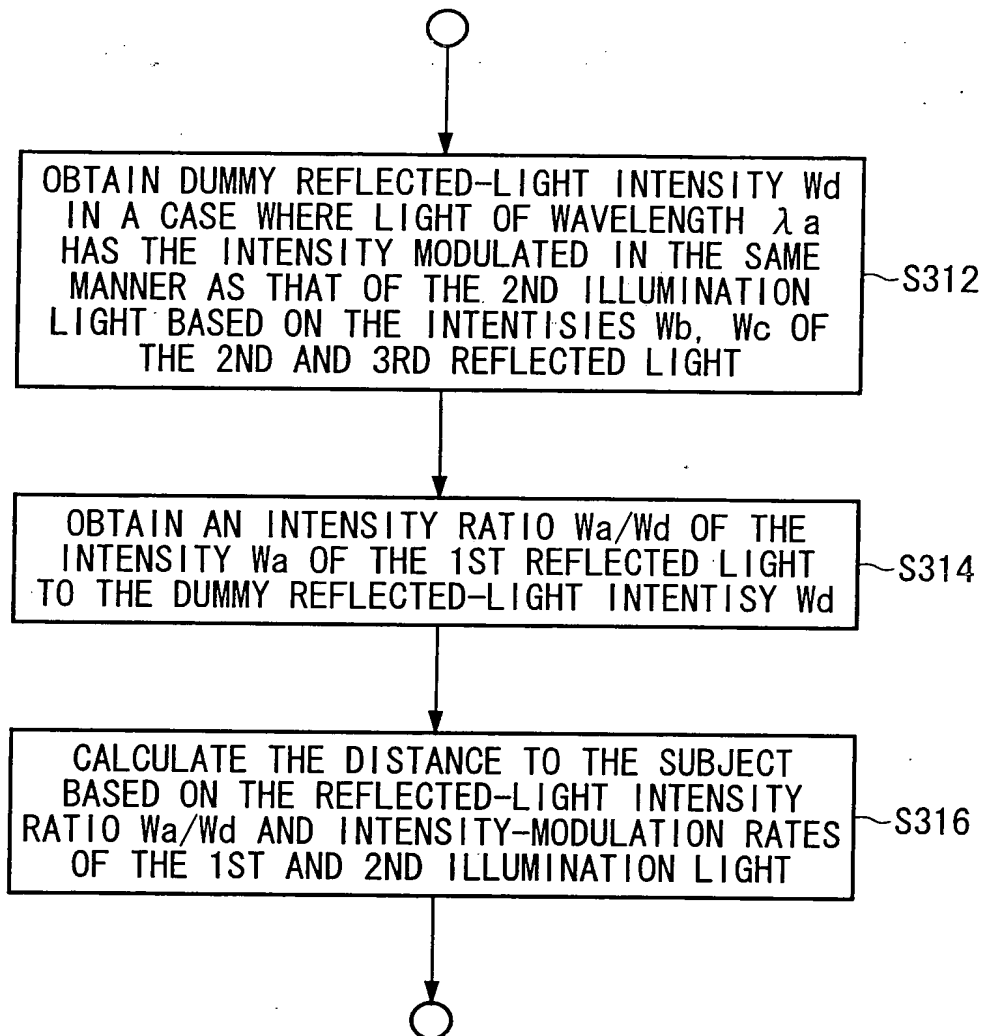 OBTAIN DUMMY REFLECTED-LIGHT INTENSITY Wd
IN A CASE WHERE LIGHT OF WAVELENGTH λa
HAS THE INTENSITY MODULATED IN THE SAME
MANNER AS THAT OF THE 2ND ILLUMINATION
LIGHT BASED ON THE INTENTISIES Wb, Wc OF
THE 2ND AND 3RD REFLECTED LIGHT
S312
OBTAIN AN INTENSITY RATIO Wa/Wd OF THE
INTENSITY Wa OF THE 1ST REFLECTED LIGHT
TO THE DUMMY REFLECTED-LIGHT INTENTISY Wd
S314
CALCULATE THE DISTANCE TO THE SUBJECT
BASED ON THE REFLECTED-LIGHT INTENSITY
RATIO Wa/Wd AND INTENSITY-MODULATION RATES
OF THE 1ST AND 2ND ILLUMINATION LIGHT
S316